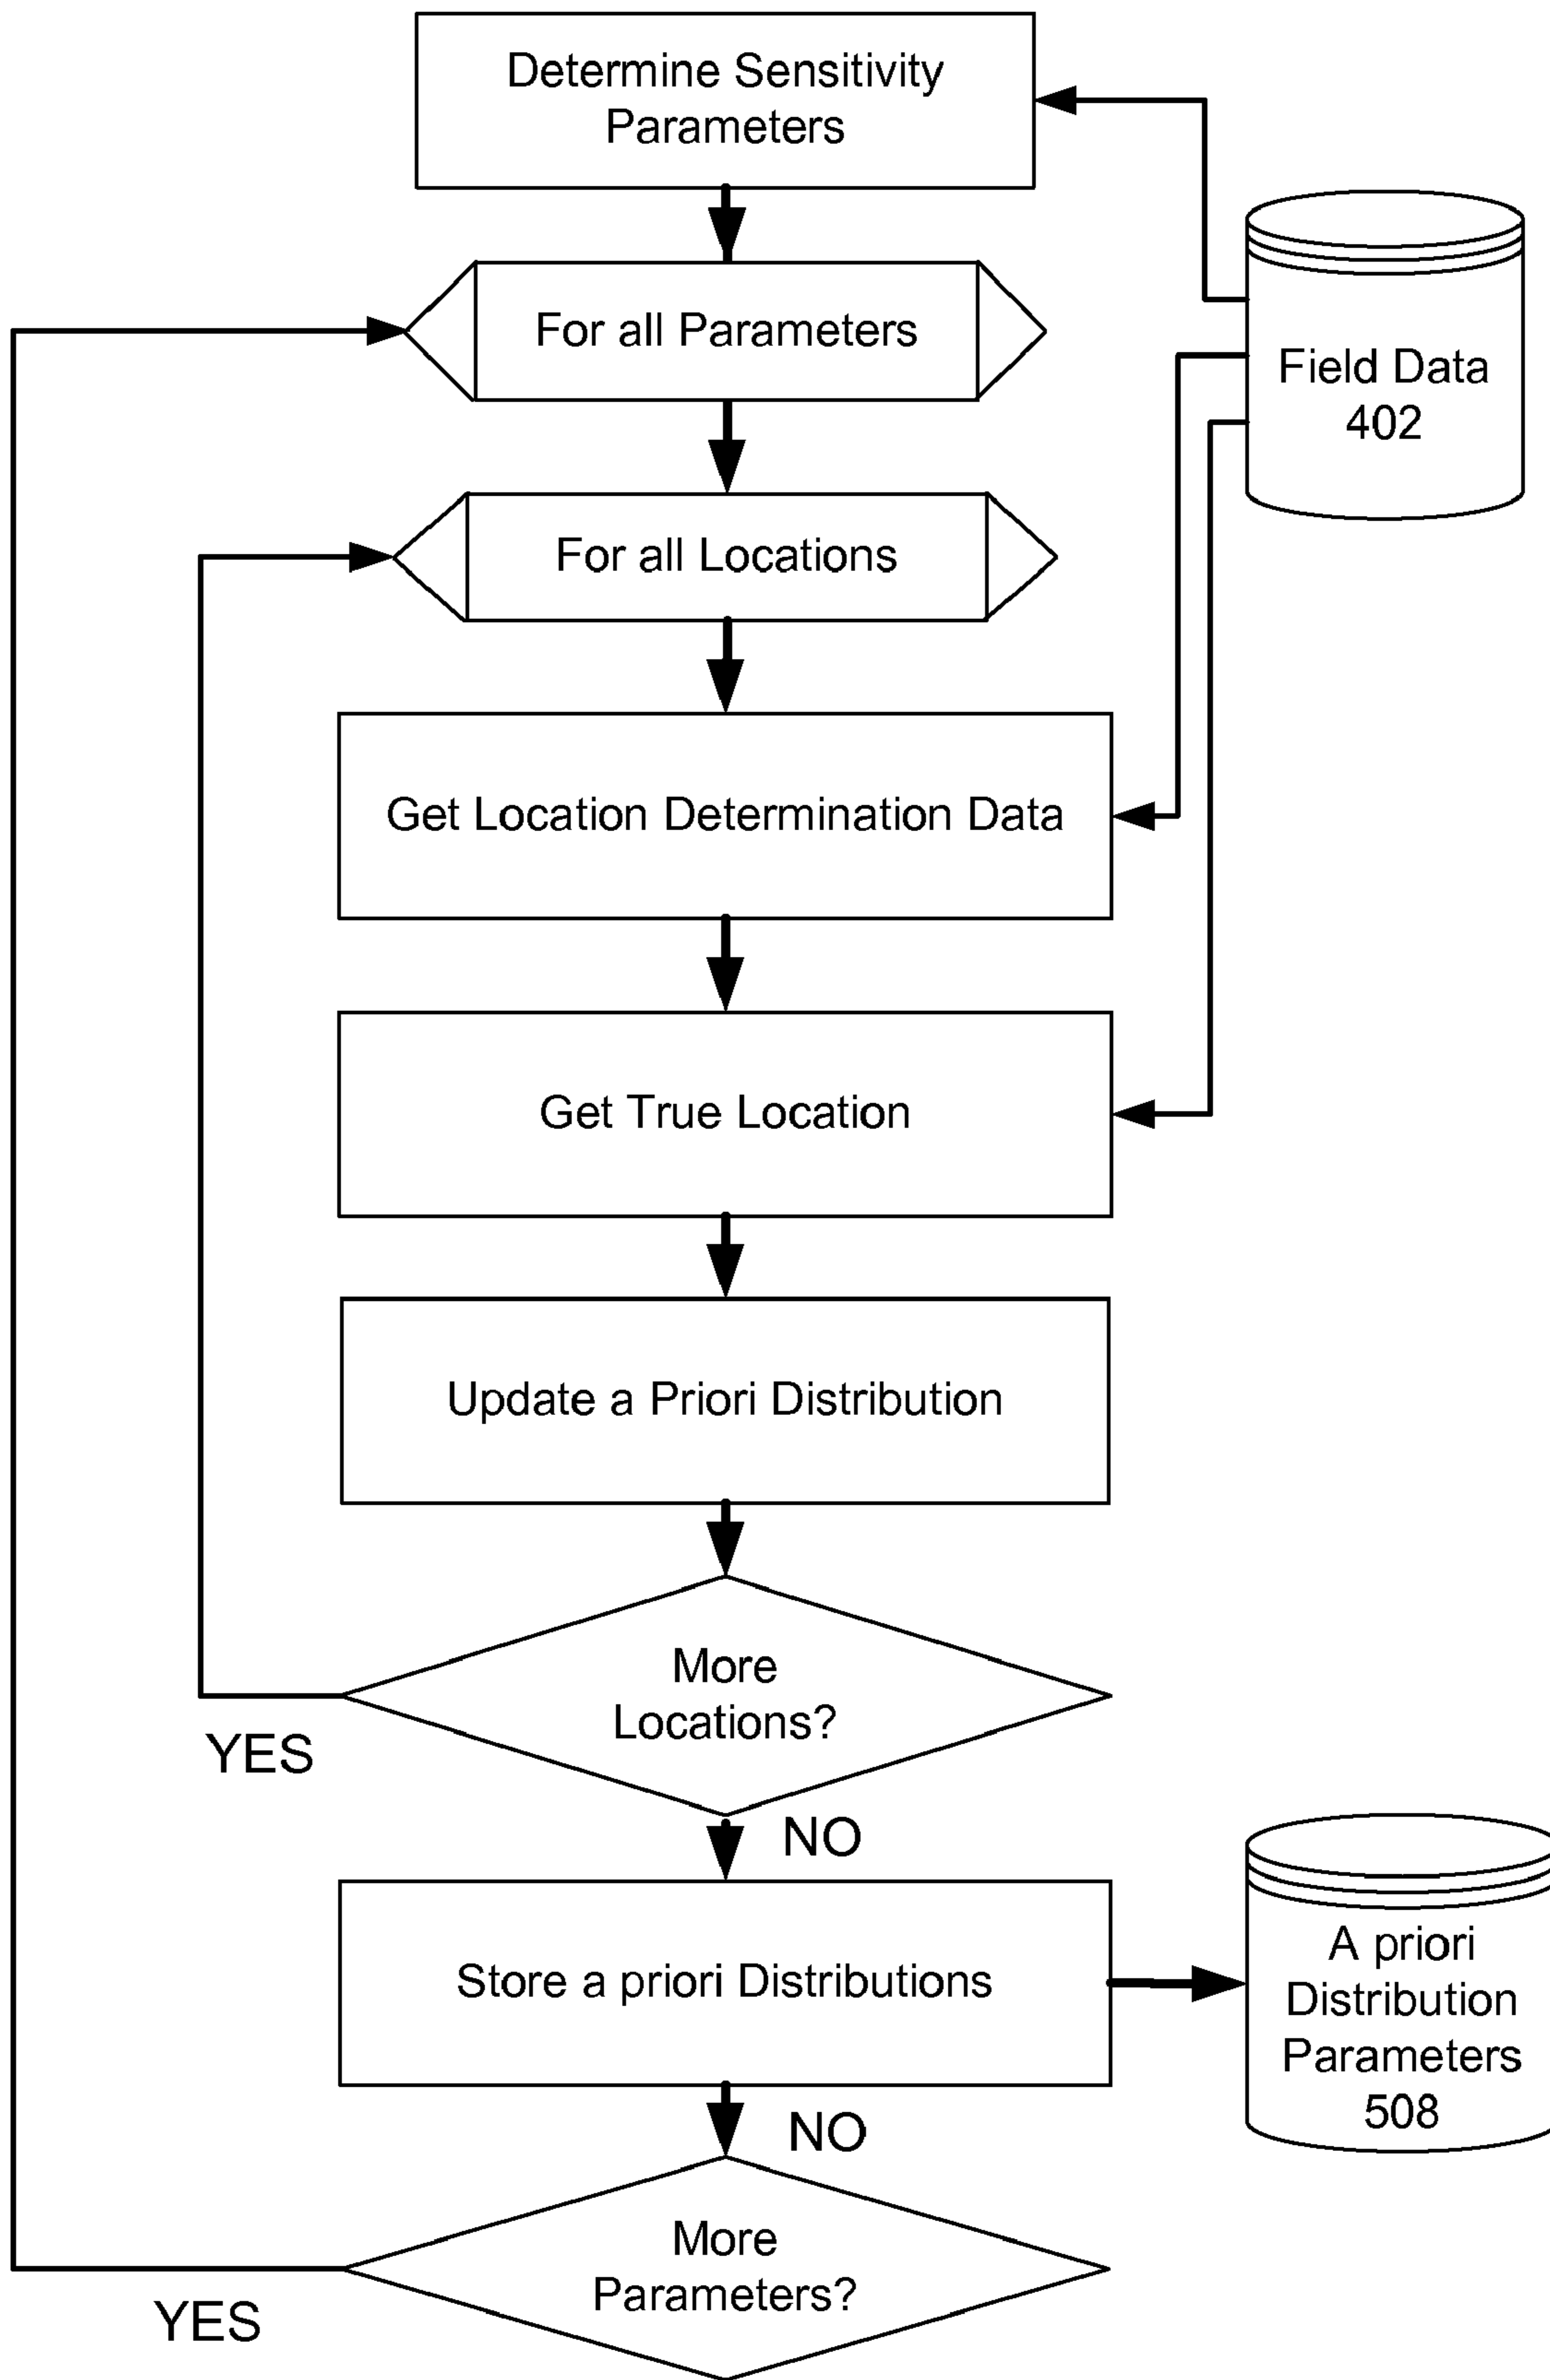 Determine Sensitivity
Parameters
For all Parameters
Field Data
402
For all Locations
Get Location Determination Data
Get True Location
Update a Priori Distribution
More
Locations?
YES
NO
Store a priori Distributions
A priori
Distribution
Parameters
508
NO
More
Parameters?
YES